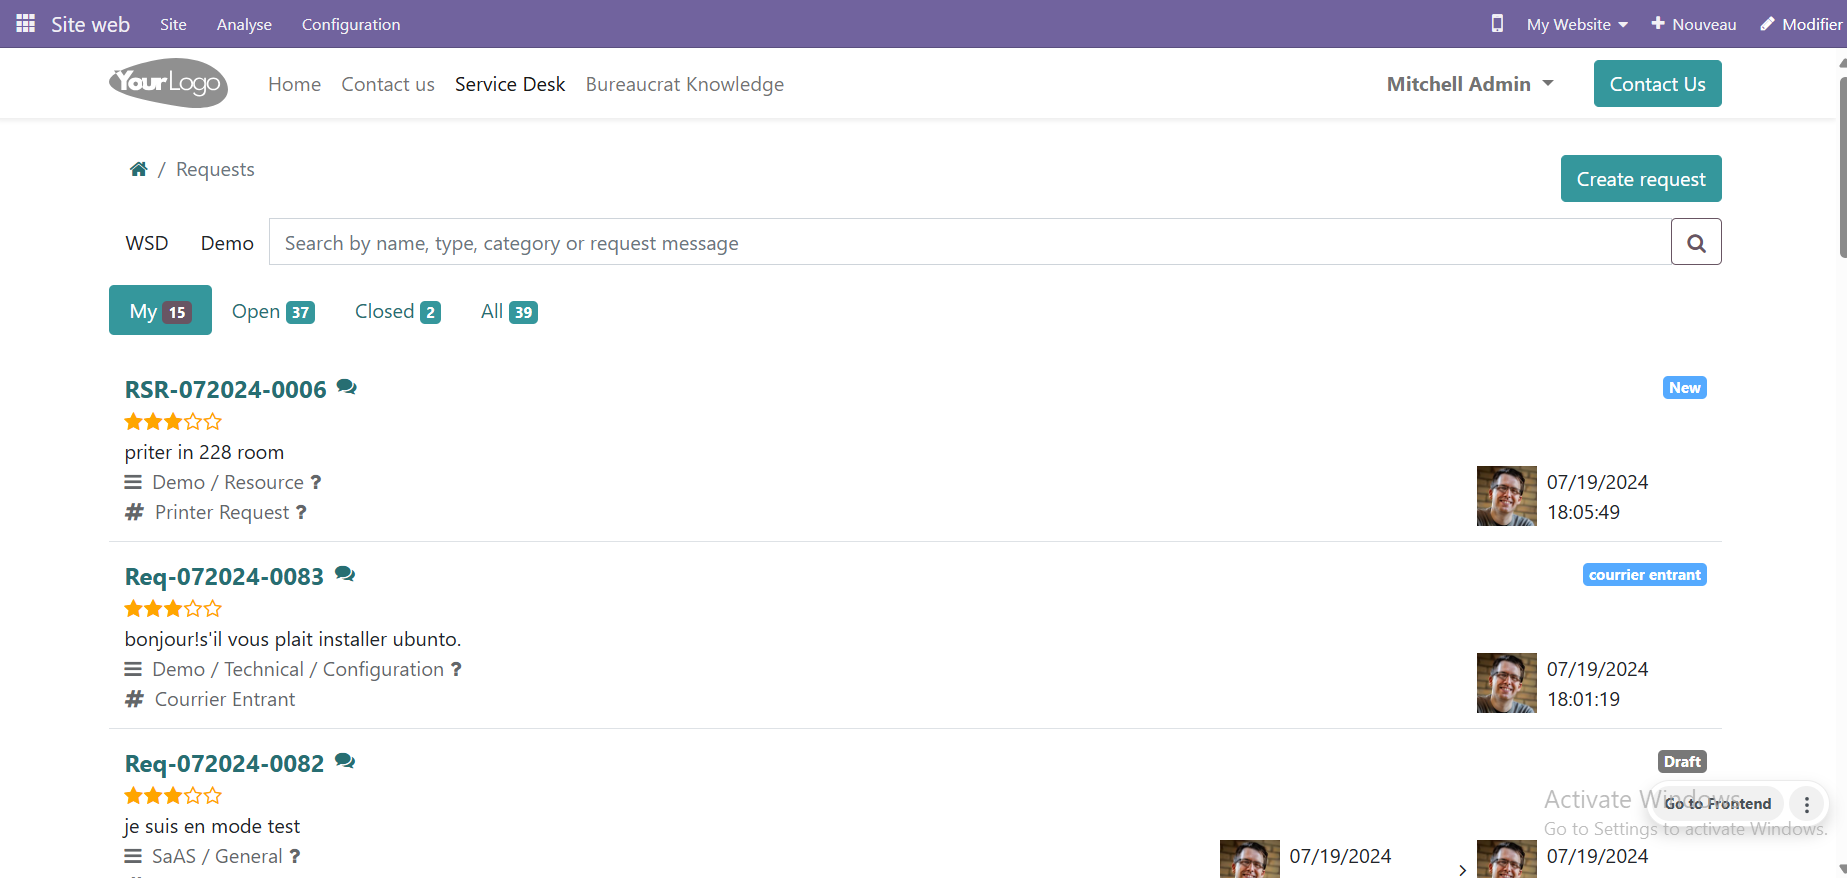 Site web Site Analyse Configuration My Website Nouveau Modifier
YourLogo Home Contact us Service Desk Bureaucrat Knowledge Mitchell Admin Contact Us
/ Requests
Create request
WSD Demo Search by name, type, category or request message
My 15 Open 37 Closed 2 All 39
RSR-072024-0006 New
priter in 228 room
Demo / Resource ? 07/19/2024
# Printer Request ? 18:05:49
Req-072024-0083 courrier entrant
bonjour!s'il vous plait installer ubunto.
Demo / Technical / Configuration ? 07/19/2024
# Courrier Entrant 18:01:19
Req-072024-0082 Draft
Activate Windows
Go to Frontend
je suis en mode test
Go to Settings to activate Windows.
SaAS / General ? 07/19/2024 > 07/19/2024